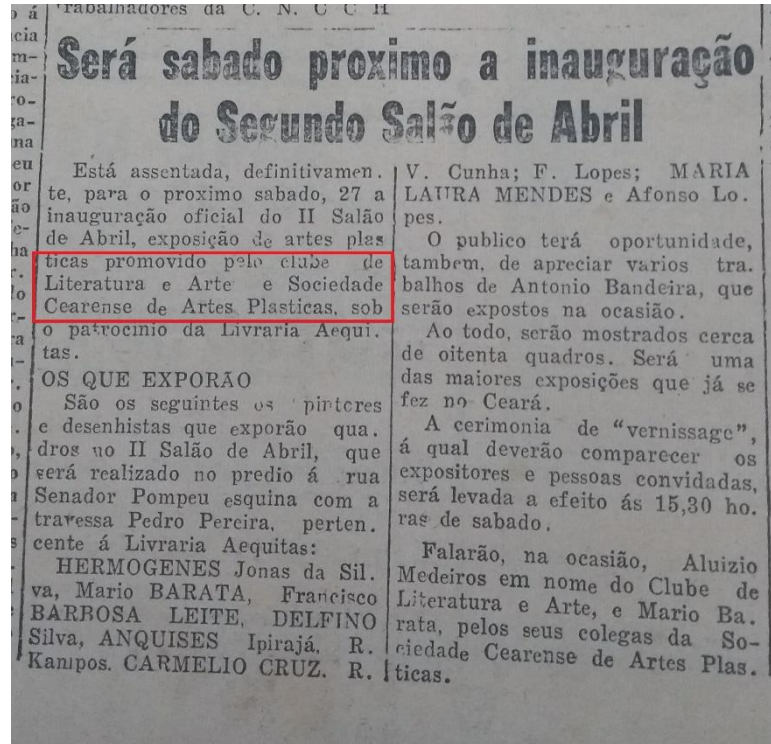 Trabalhadores da C. N. C C H
Será sabado proximo a inauguração
do Segundo Salão de Abril
Está assentada, definitivamen.
te, para o proximo sabado, 27 a
inauguração oficial do II Salão
de Abril, exposição de artes plas
ticas promovido pelo clube de
Literatura e Arte e Sociedade
Cearense de Artes Plasticas, sob
o patrocinio da Livraria Aequi.
tas.
OS QUE EXPORÃO
São os seguintes os pintores
e desenhistas que exporão qua.
dros no II Salão de Abril, que
será realizado no predio á rua
Senador Pompeu esquina com a
travessa Pedro Pereira, perten.
cente á Livraria Aequitas:
HERMOGENES Jonas da Sil.
va, Mario BARATA, Francisco
BARBOSA LEITE, DELFINO
Silva, ANQUISES Ipirajá, R.
Kampos. CARMELIO CRUZ. R.
V. Cunha; F. Lopes; MARIA
LAURA MENDES e Afonso Lo.
pes.
O publico terá oportunidade,
tambem, de apreciar varios tra.
balhos de Antonio Bandeira, que
serão expostos na ocasião.
Ao todo, serão mostrados cerca
de oitenta quadros. Será uma
das maiores exposições que já se
fez no Ceará.
A cerimonia de "vernissage",
á qual deverão comparecer os
expositores e pessoas convidadas,
será levada a efeito ás 15,30 ho.
ras de sabado.
Falarão, na ocasião, Aluizio
Medeiros em nome do Clube de
Literatura e Arte, e Mario Ba.
rata, pelos seus colegas da So-
ciedade Cearense de Artes Plas.
ticas.